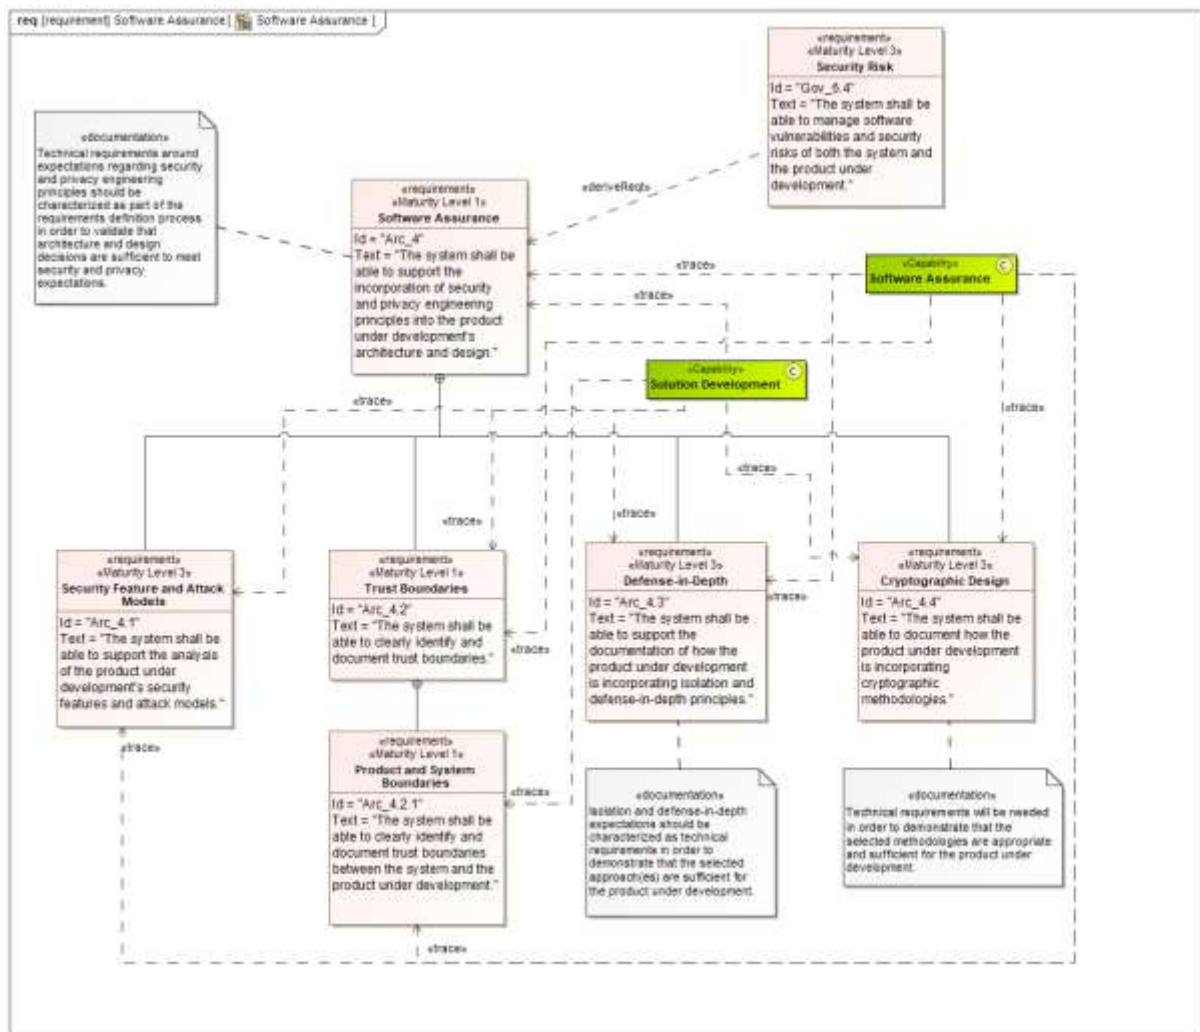 req [requirement] Software Assurance [ Software Assurance ]
«requirement»
«Maturity Level 3»
Security Risk
Id = "Gov_6.4"
Text = "The system shall be
able to manage software
vulnerabilities and security
risks of both the system and
the product under
development."
«documentation»
Technical requirements around
expectations regarding security
and privacy engineering
principles should be
characterized as part of the
requirements definition process
in order to validate that
architecture and design
decisions are sufficient to meet
security and privacy
expectations.
«deriveReqt»
«requirement»
«Maturity Level 1»
Software Assurance
Id = "Arc_4"
Text = "The system shall be
able to support the
incorporation of security
and privacy engineering
principles into the product
under development's
architecture and design."
«trace»
«Capability»
Software Assurance
C
«trace»
«Capability»
Solution Development
C
«trace»
«trace»
«trace»
«trace»
«trace»
«requirement»
Security Feature and Attack
Models
Id = "Arc_4.1"
Text = "The system shall be
able to support the analysis
of the product under
development's security
features and attack models."
«trace»
«requirement»
«Maturity Level 1»
Trust Boundaries
Id = "Arc_4.2"
Text = "The system shall be
able to clearly identify and
document trust boundaries."
«trace»
«requirement»
«Maturity Level 3»
Defense-in-Depth
Id = "Arc_4.3"
Text = "The system shall be
able to support the
documentation of how the
product under development
is incorporating isolation and
defense-in-depth principles."
«trace»
«requirement»
«Maturity Level 3»
Cryptographic Design
Id = "Arc_4.4"
Text = "The system shall be
able to document how the
product under development
is incorporating
cryptographic
methodologies."
«requirement»
«Maturity Level 1»
Product and System
Boundaries
Id = "Arc_4.2.1"
Text = "The system shall be
able to clearly identify and
document trust boundaries
between the system and the
product under development."
«trace»
«trace»
«documentation»
Isolation and defense-in-depth
expectations should be
characterized as technical
requirements in order to
demonstrate that the selected
approach(es) are sufficient for
the product under development.
«documentation»
Technical requirements will be needed
in order to demonstrate that the
selected methodologies are appropriate
and sufficient for the product under
development.